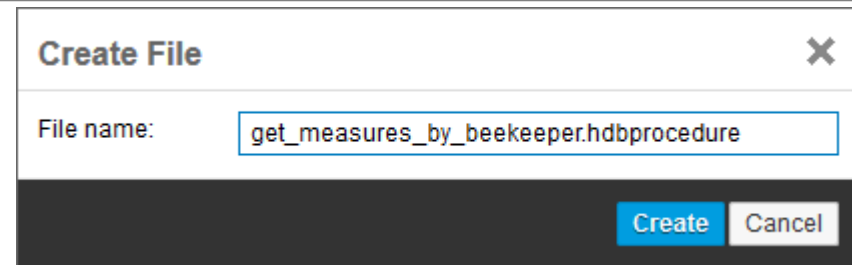 Create File
File name: get_measures_by_beekeeper.hdbprocedure
Create Cancel